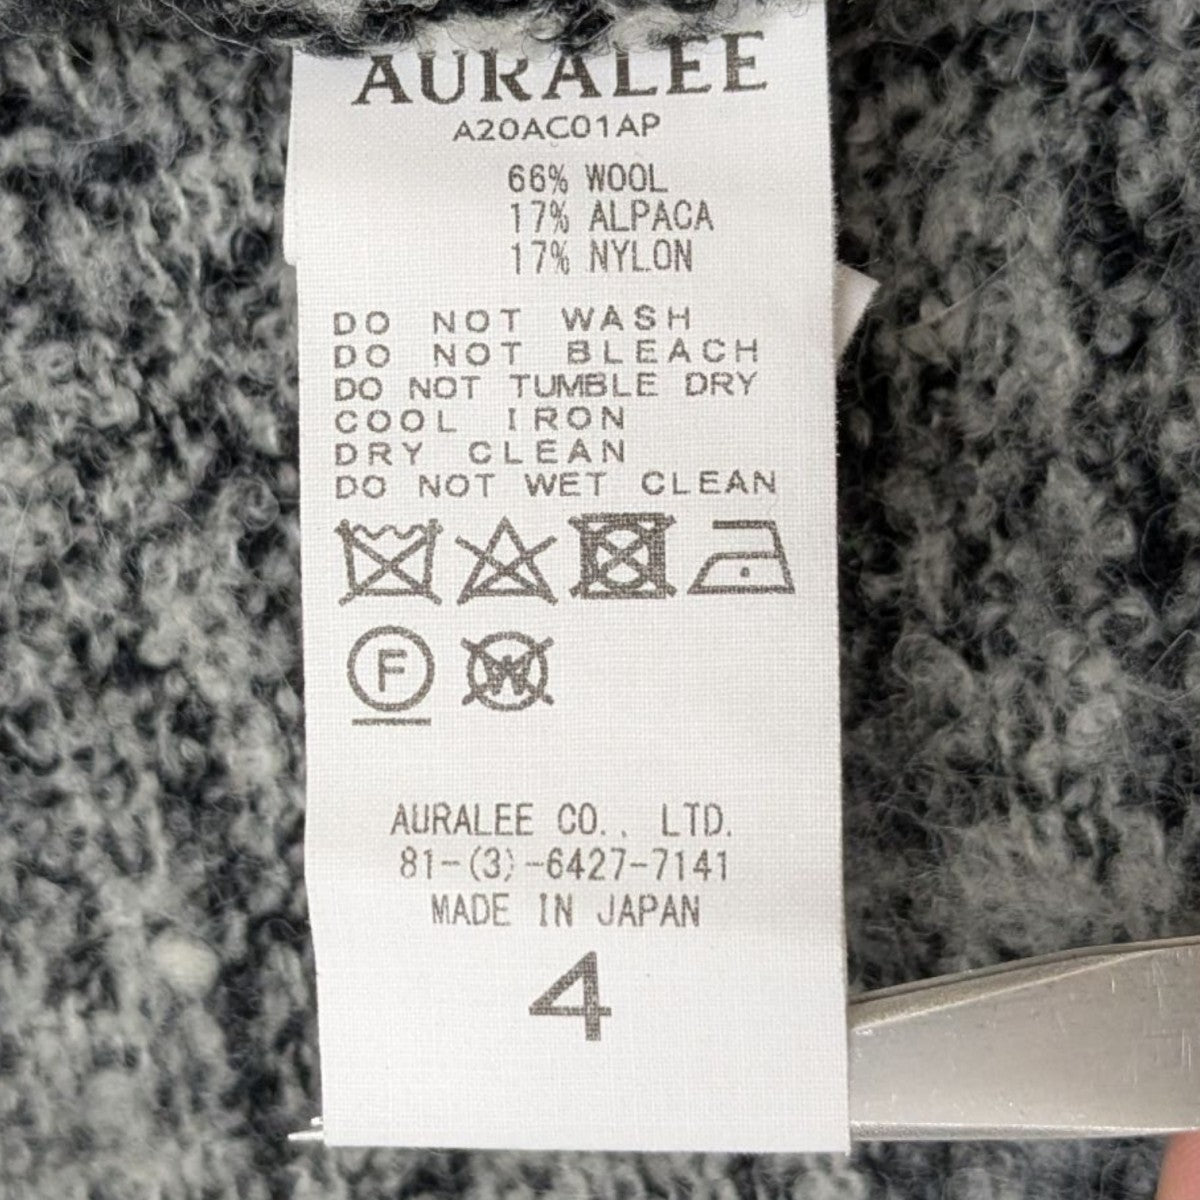 AURALEE
A20AC01AP
66% WOOL
17% ALPACA
17% NYLON
DO NOT WASH
DO NOT BLEACH
DO NOT TUMBLE DRY
COOL IRON
DRY CLEAN
DO NOT WET CLEAN
F W
AURALEE CO., LTD.
81-(3)-6427-7141
MADE IN JAPAN
4